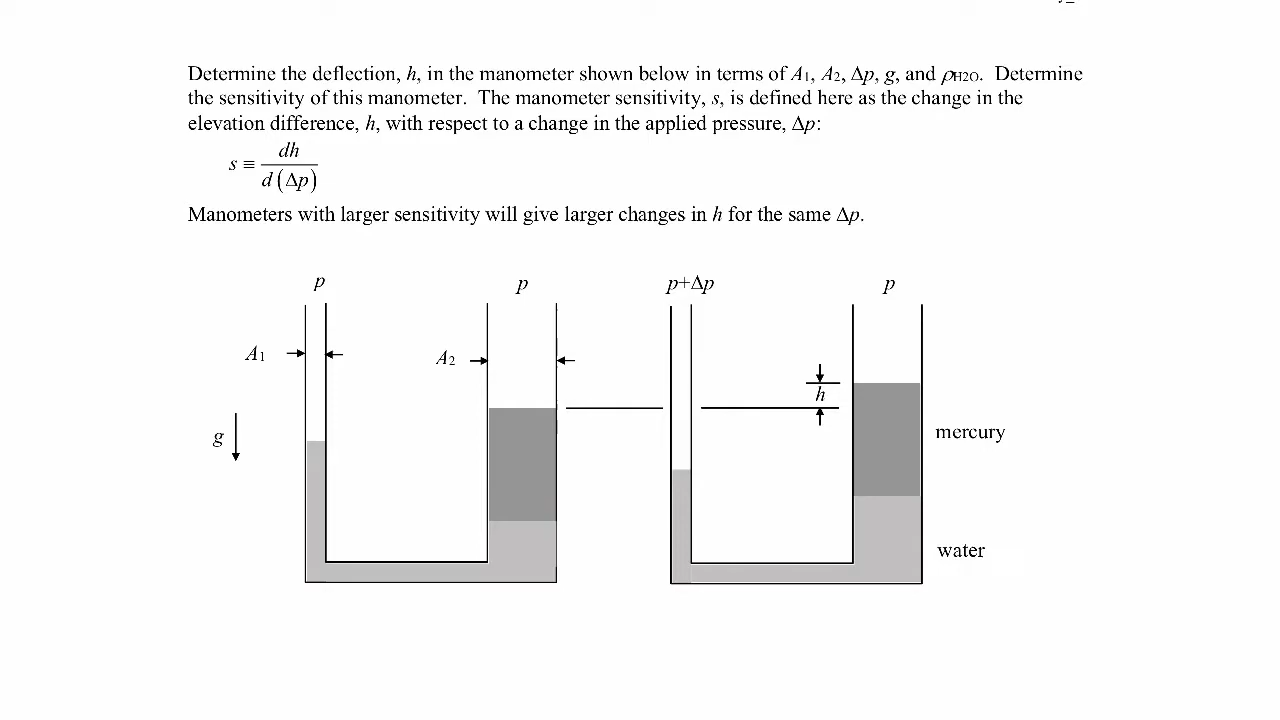 Determine the deflection, h, in the manometer shown below in terms of A1, A2, Δp, g, and ρH2O. Determine
the sensitivity of this manometer. The manometer sensitivity, s, is defined here as the change in the
elevation difference, h, with respect to a change in the applied pressure, Δp:
s ≡ dh / d(Δp)
Manometers with larger sensitivity will give larger changes in h for the same Δp.
p p p+Δp p
A1 A2
h
g mercury
water